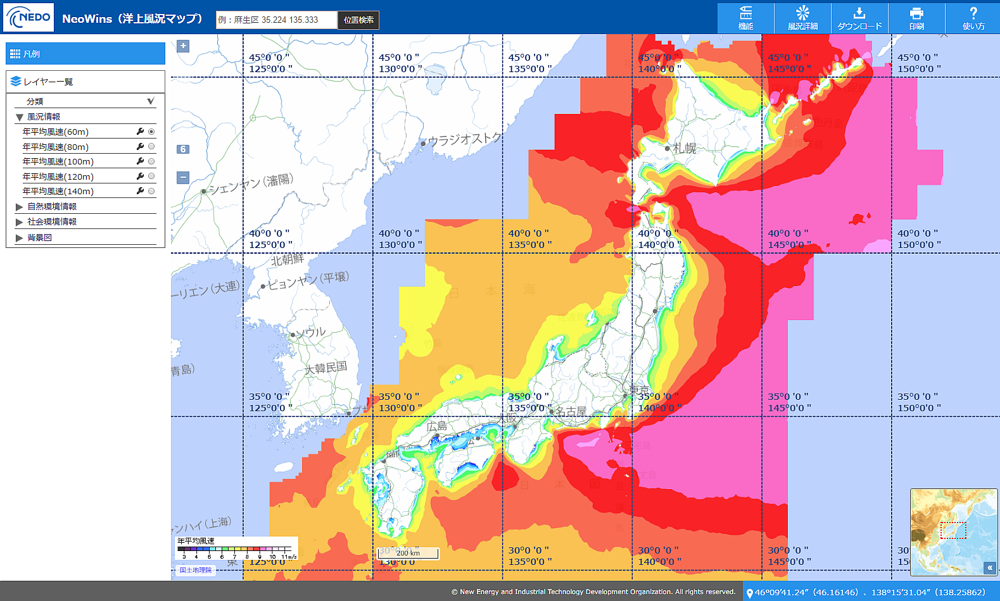 NEDO
NeoWins（洋上風況マップ）
例：麻生区 35.224 135.333
位置検索
機能
風況詳細
ダウンロード
印刷
使い方
凡例
レイヤー一覧
分類
風況情報
年平均風速(60m)
年平均風速(80m)
年平均風速(100m)
年平均風速(120m)
年平均風速(140m)
自然環境情報
社会環境情報
背景図
+
6
−
45°0 '0 "
125°0'0 "
45°0 '0 "
130°0'0 "
45°0 '0 "
135°0'0 "
45°0 '0 "
140°0'0 "
45°0 '0 "
145°0'0 "
45°0 '0 "
150°0'0 "
色丹島
歯舞群島
ウラジオストク
札幌
シェンヤン（瀋陽）
40°0 '0 "
125°0'0 "
40°0 '0 "
130°0'0 "
40°0 '0 "
135°0'0 "
40°0 '0 "
140°0'0 "
40°0 '0 "
145°0'0 "
40°0 '0 "
150°0'0 "
北朝鮮
ピョンヤン（平壌）
ーリエン（大連）
日本海
ソウル
竹島
大韓民国
青島）
35°0 '0 "
125°0'0 "
35°0 '0 "
130°0'0 "
35°0 '0 "
135°0'0 "
35°0 '0 "
140°0'0 "
35°0 '0 "
145°0'0 "
35°0 '0 "
150°0'0 "
東京
名古屋
大阪
広島
日本国
ャンハイ（上海）
年平均風速
3 4 5 6 7 8 9 10 11m/s
国土地理院
東
125°0'0 "
30°0 '0 "
200 km
30°0 '0 "
135°0'0 "
30°0 '0 "
140°0'0 "
30°0 '0 "
145°0'0 "
30
15
«
© New Energy and Industrial Technology Development Organization. All rights reserved.
46°09′41.24″（46.16146）、138°15′31.04″（138.25862）